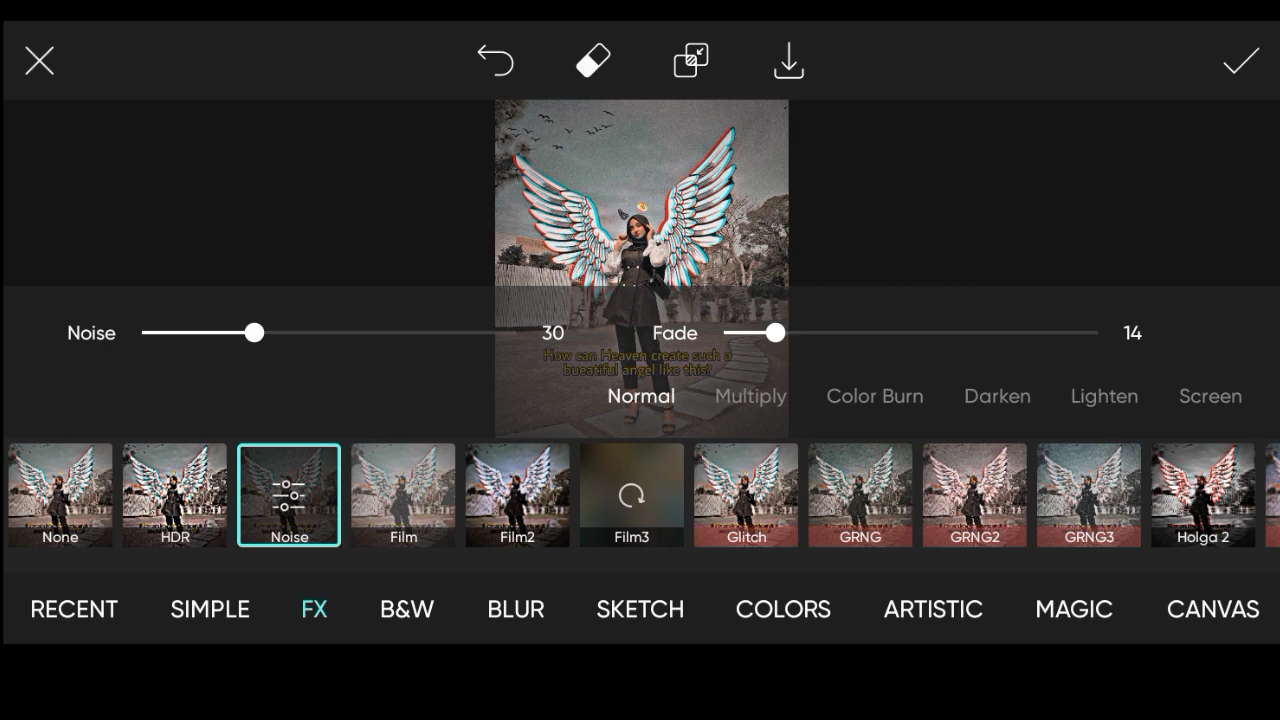 Noise 30 Fade 14
How can Heaven create such a
bueatiful angel like this?
Normal Multiply Color Burn Darken Lighten Screen
None HDR Noise Film Film2 Film3 Glitch GRNG GRNG2 GRNG3 Holga 2
RECENT SIMPLE FX B&W BLUR SKETCH COLORS ARTISTIC MAGIC CANVAS